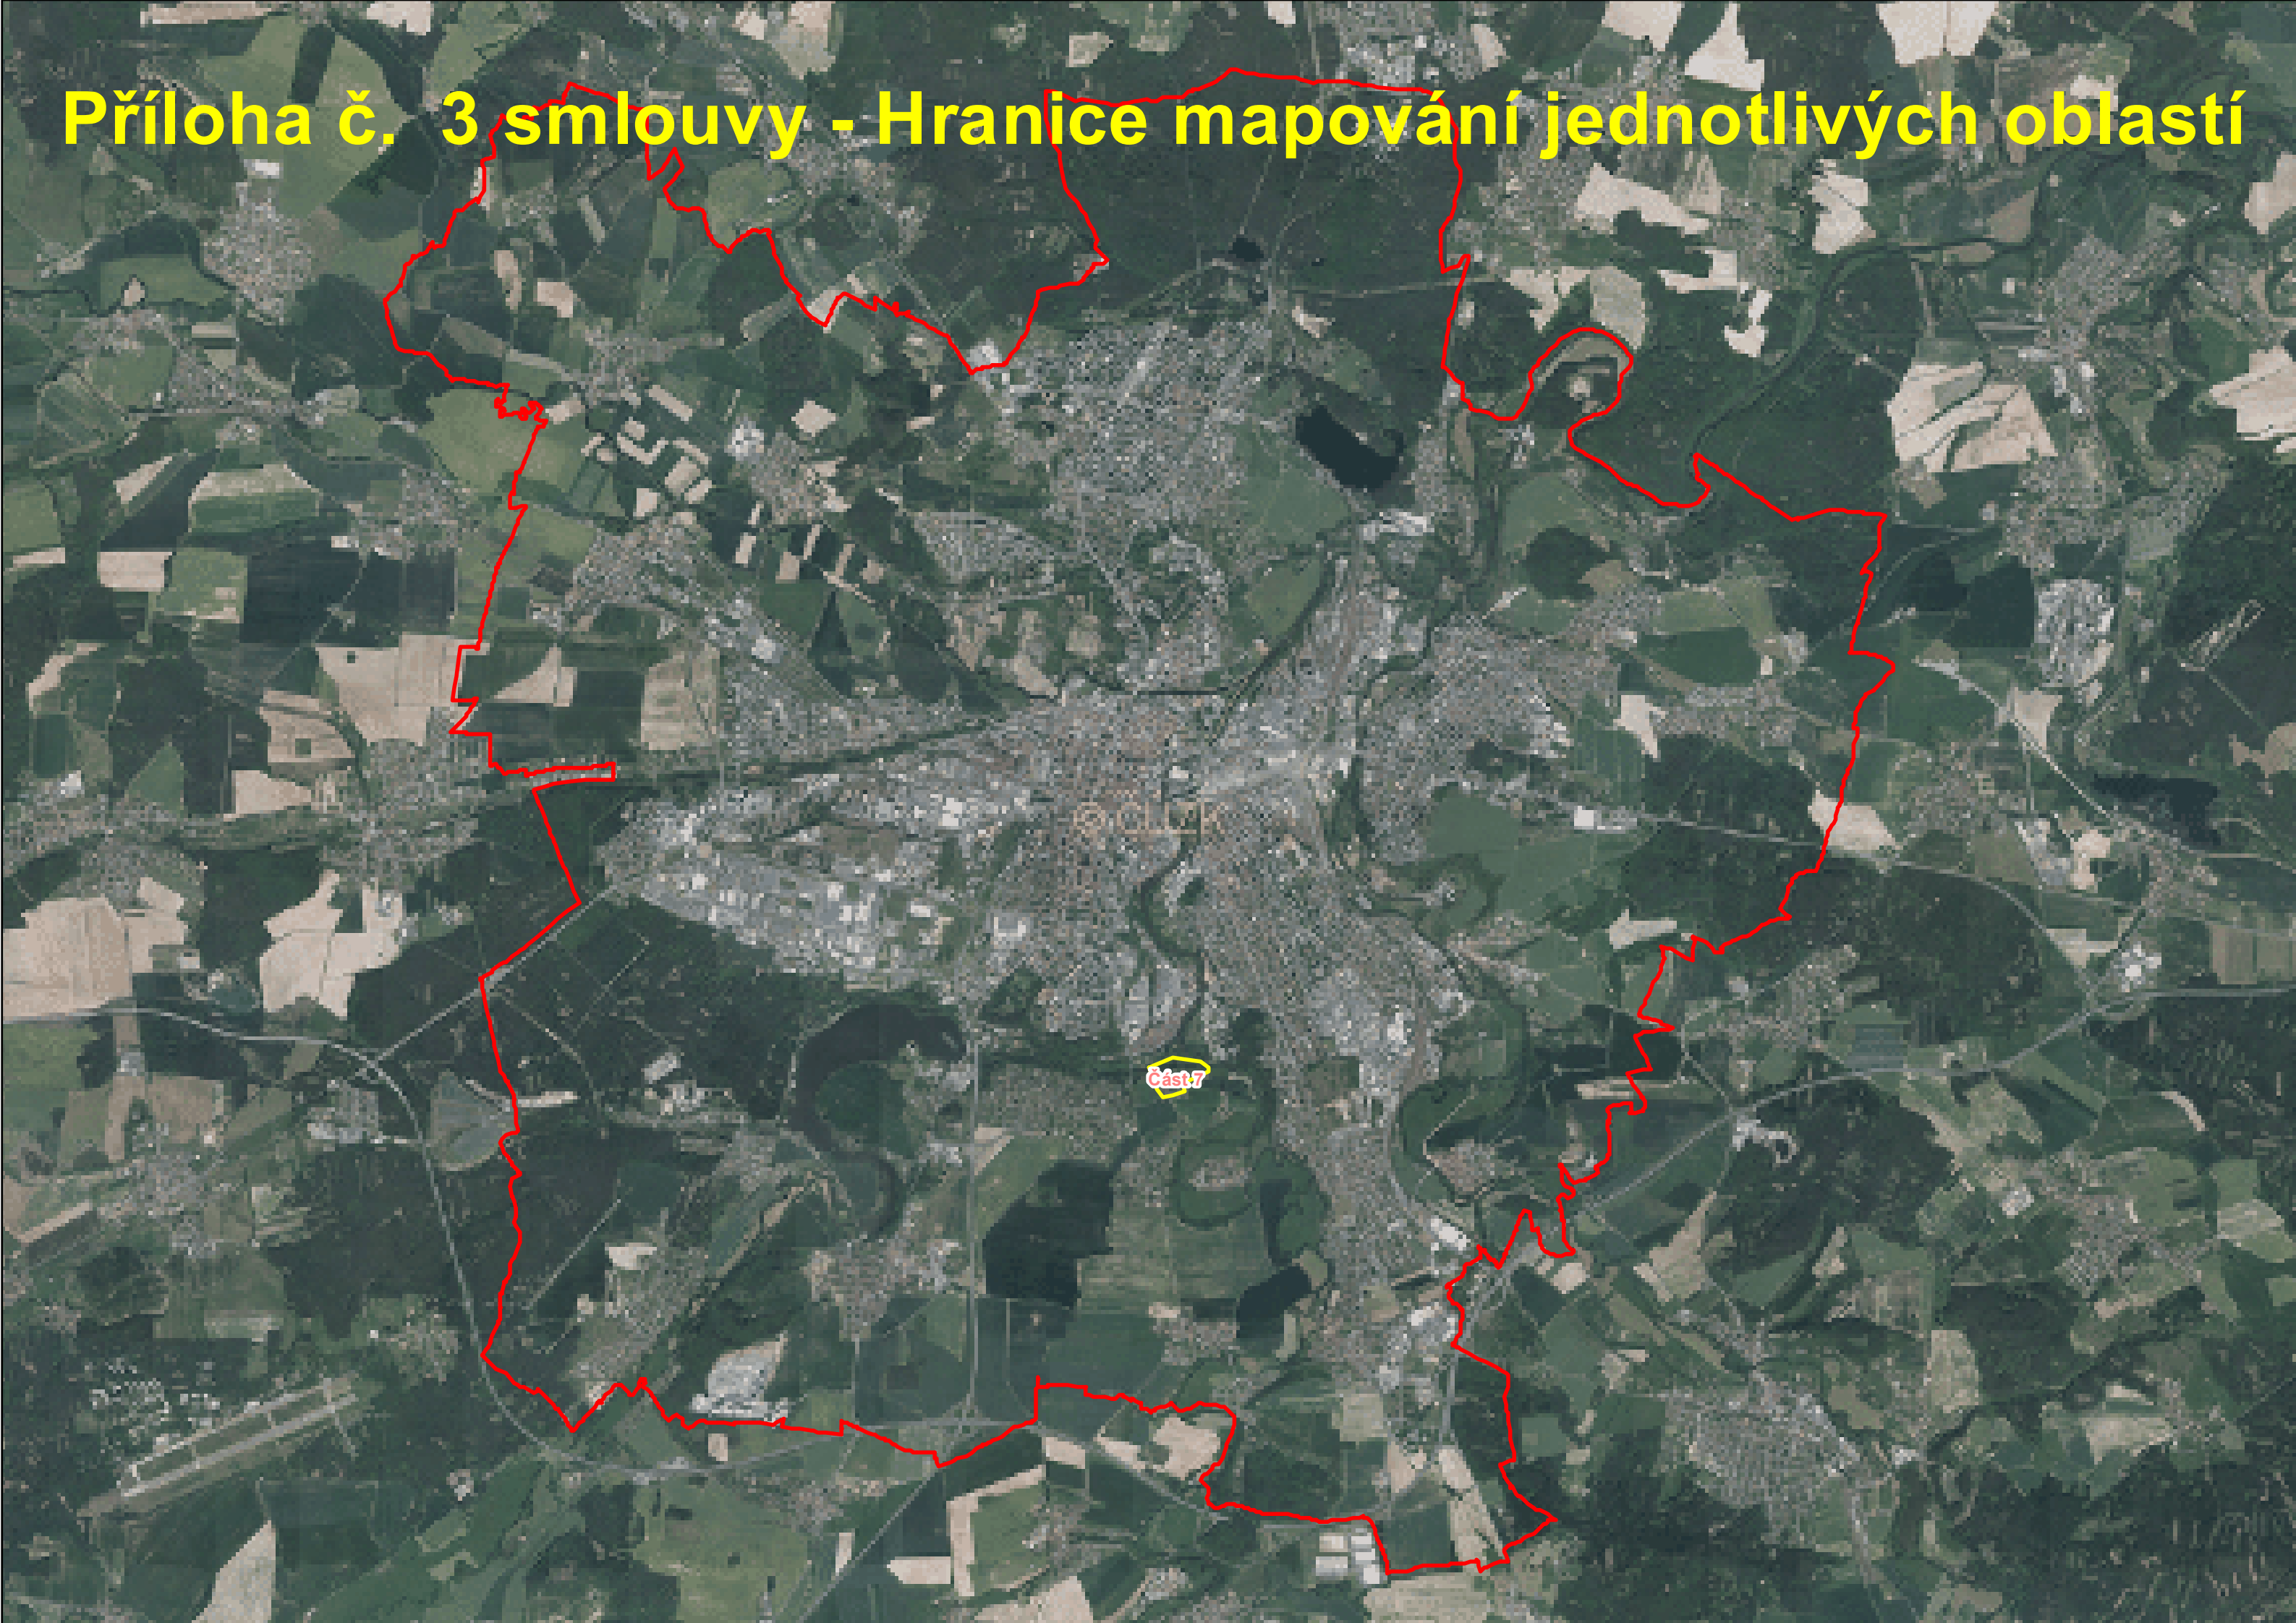 Příloha č. 3 smlouvy - Hranice mapování jednotlivých oblastí
© ČÚZK
Část 7